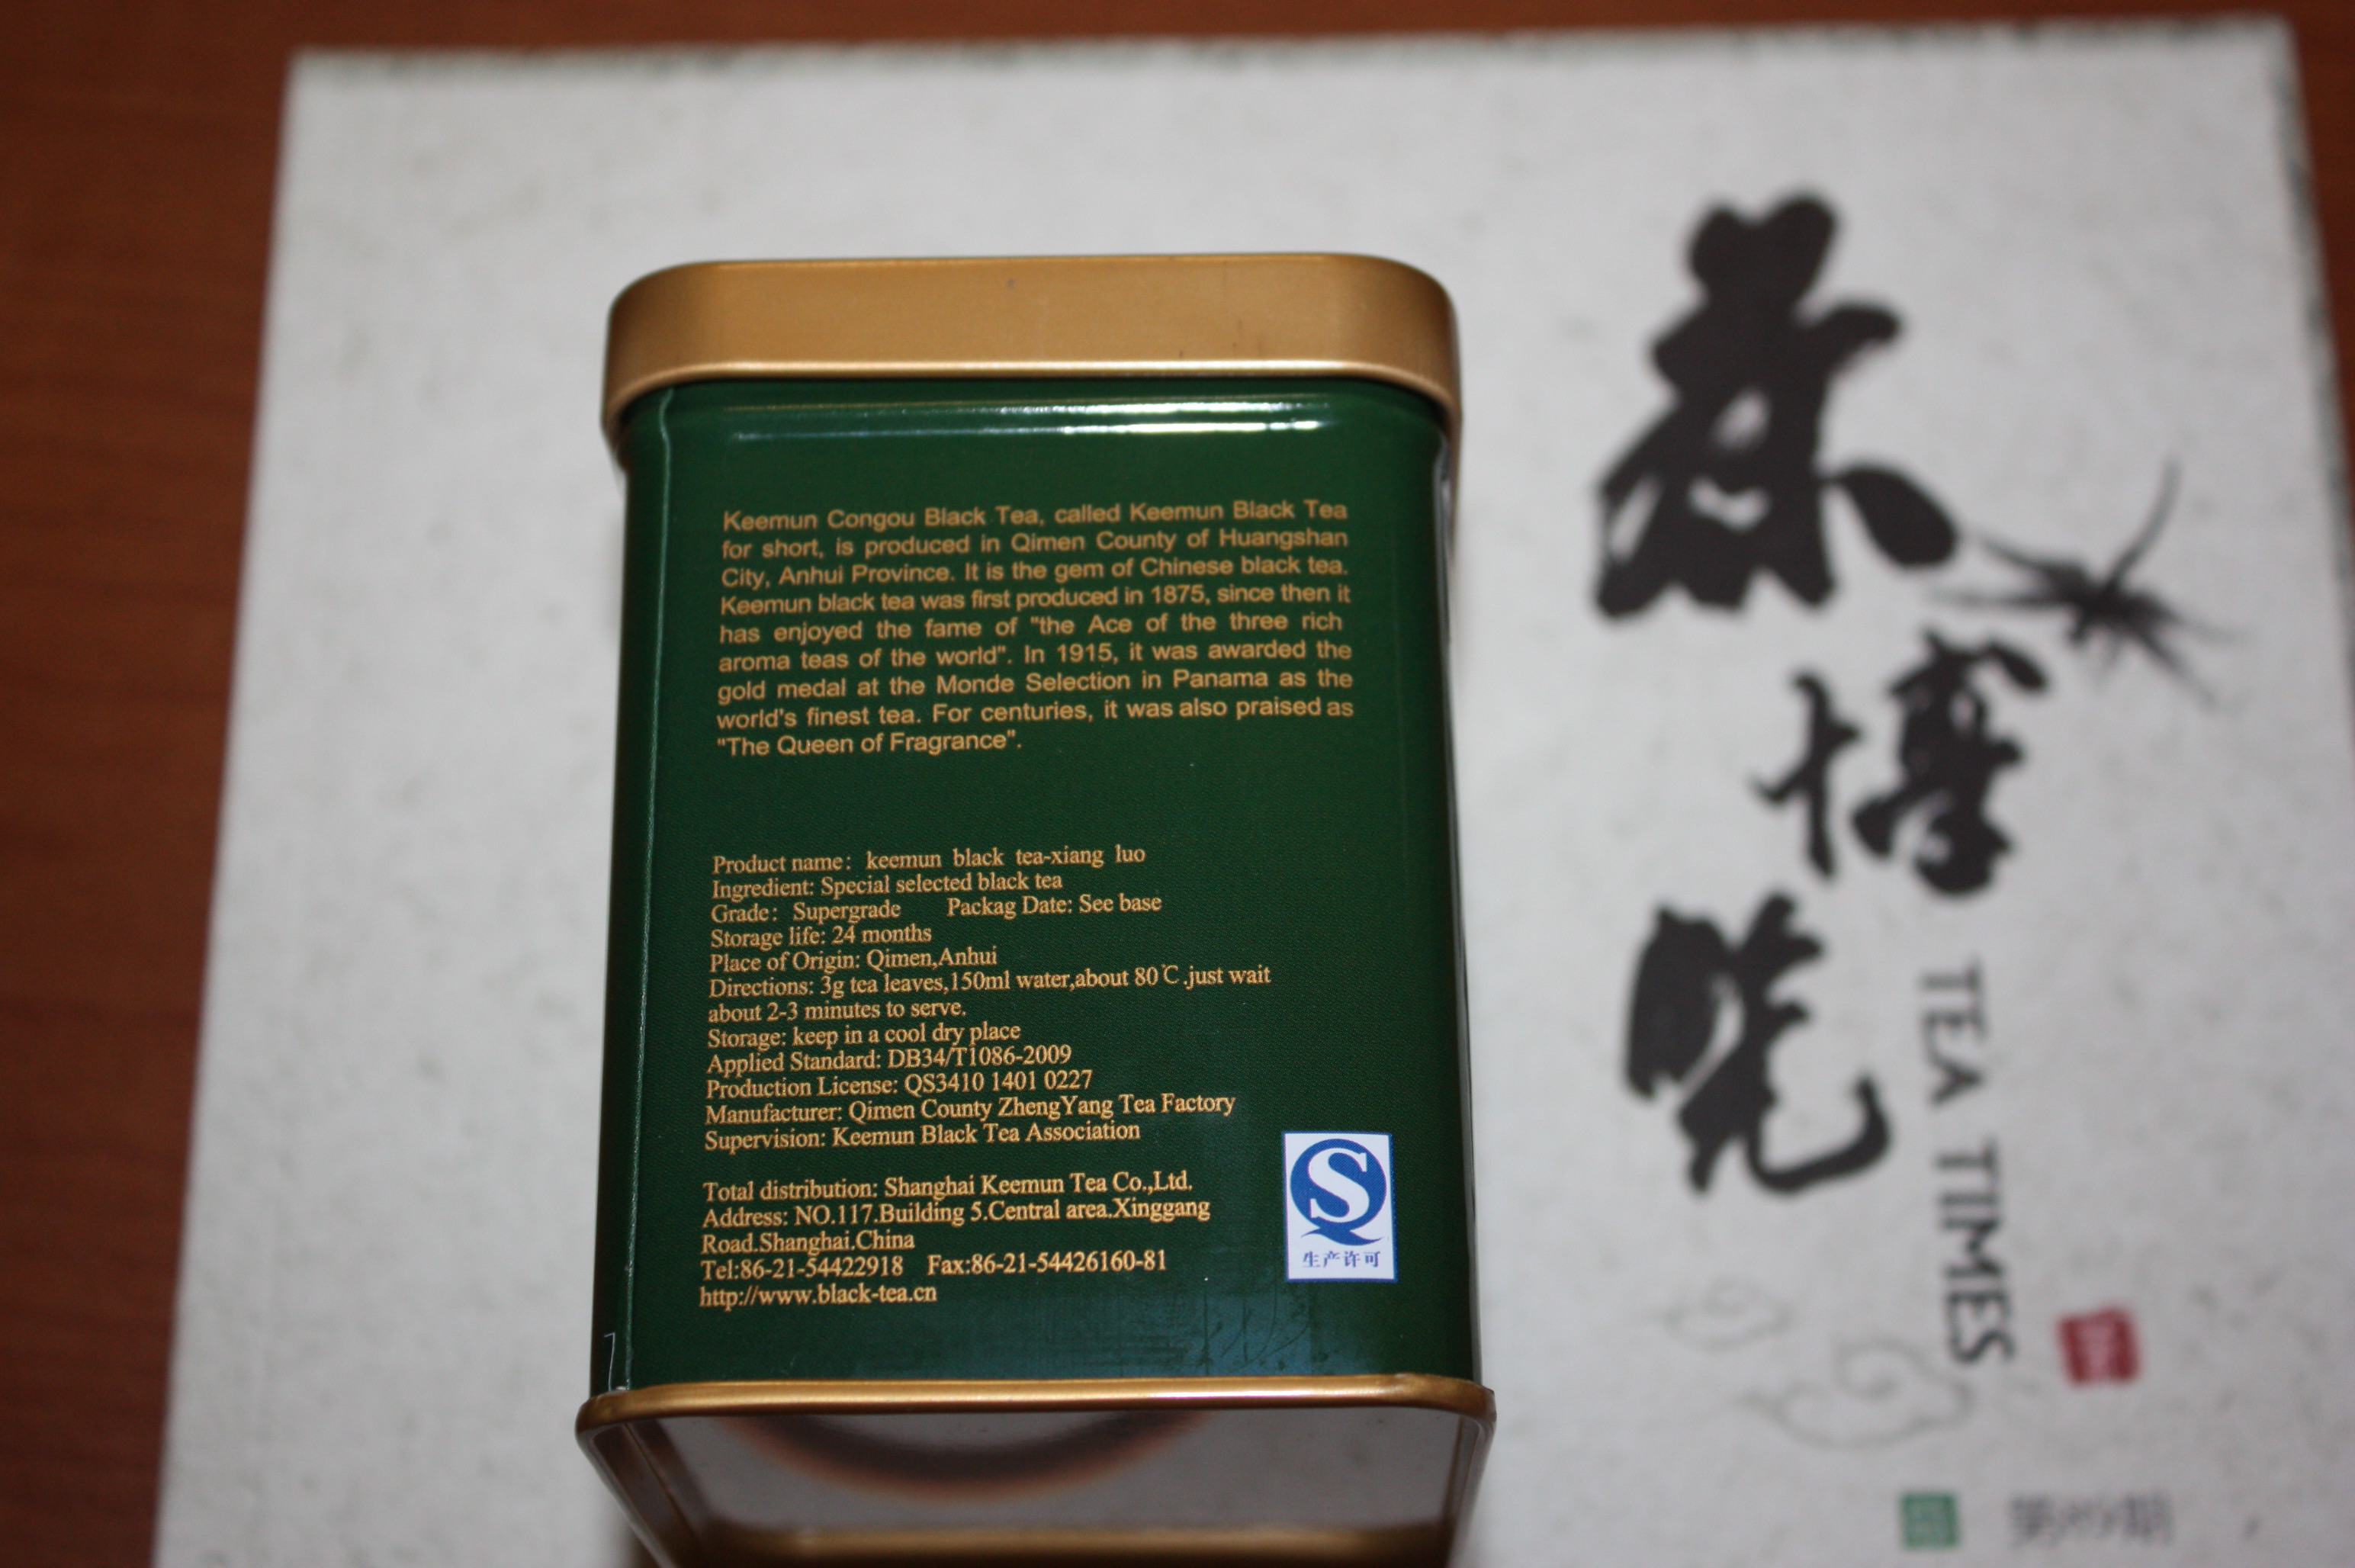 Keemun Congou Black Tea, called Keemun Black Tea
for short, is produced in Qimen County of Huangshan
City, Anhui Province. It is the gem of Chinese black tea.
Keemun black tea was first produced in 1875, since then it
has enjoyed the fame of "the Ace of the three rich
aroma teas of the world". In 1915, it was awarded the
gold medal at the Monde Selection in Panama as the
world's finest tea. For centuries, it was also praised as
"The Queen of Fragrance".
Product name: keemun black tea-xiang luo
Ingredient: Special selected black tea
Grade: Supergrade Packag Date: See base
Storage life: 24 months
Place of Origin: Qimen,Anhui
Directions: 3g tea leaves,150ml water,about 80℃.just wait
about 2-3 minutes to serve.
Storage: keep in a cool dry place
Applied Standard: DB34/T1086-2009
Production License: QS3410 1401 0227
Manufacturer: Qimen County ZhengYang Tea Factory
Supervision: Keemun Black Tea Association
Total distribution: Shanghai Keemun Tea Co.,Ltd.
Address: NO.117.Building 5.Central area.Xinggang
Road.Shanghai.China
Tel:86-21-54422918 Fax:86-21-54426160-81
http://www.black-tea.cn
生产许可
茶博览
TEA TIMES